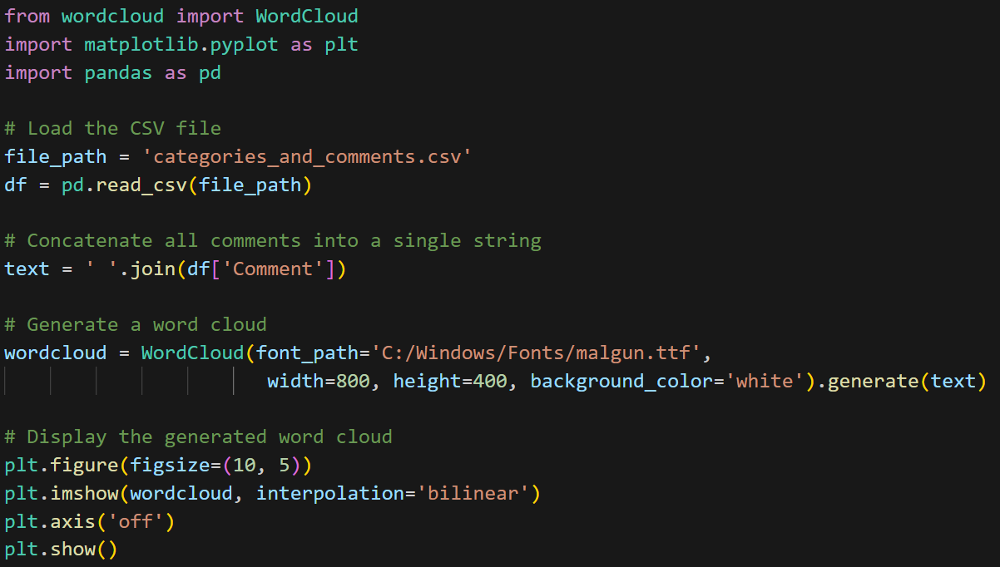 from wordcloud import WordCloud
import matplotlib.pyplot as plt
import pandas as pd
# Load the CSV file
file_path = 'categories_and_comments.csv'
df = pd.read_csv(file_path)
# Concatenate all comments into a single string
text = ' '.join(df['Comment'])
# Generate a word cloud
wordcloud = WordCloud(font_path='C:/Windows/Fonts/malgun.ttf',
width=800, height=400, background_color='white').generate(text)
# Display the generated word cloud
plt.figure(figsize=(10, 5))
plt.imshow(wordcloud, interpolation='bilinear')
plt.axis('off')
plt.show()